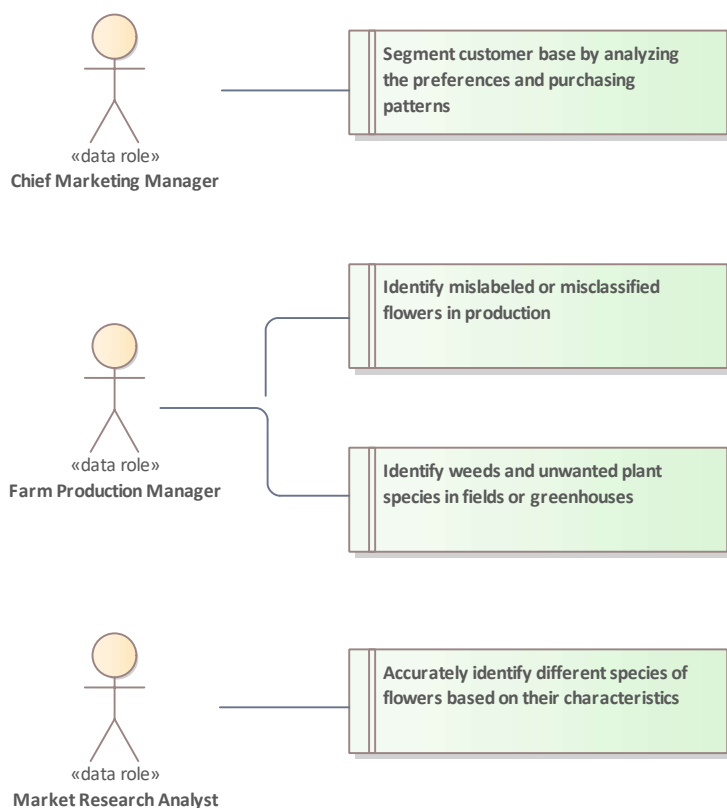 Segment customer base by analyzing
the preferences and purchasing
patterns
«data role»
Chief Marketing Manager
Identify mislabeled or misclassified
flowers in production
«data role»
Farm Production Manager
Identify weeds and unwanted plant
species in fields or greenhouses
Accurately identify different species of
flowers based on their characteristics
«data role»
Market Research Analyst